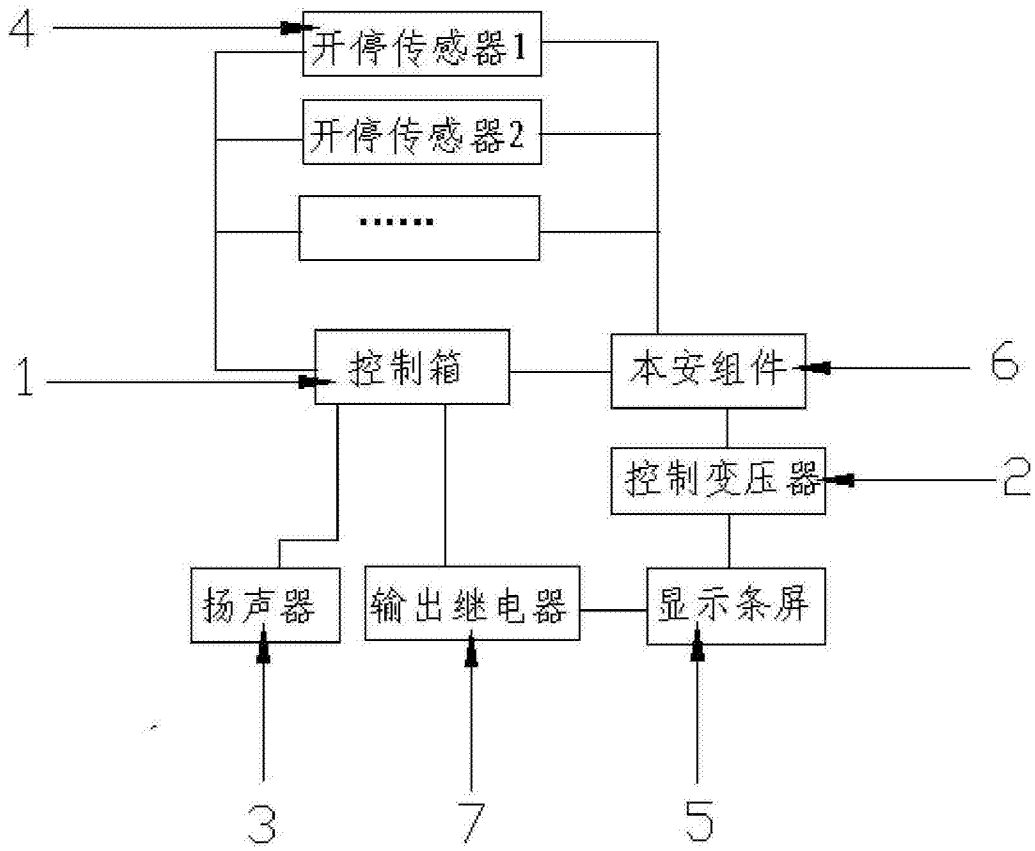 4
开停传感器1
开停传感器2
······
1
控制箱
本安组件
6
控制变压器
2
扬声器
输出继电器
显示条屏
3
7
5